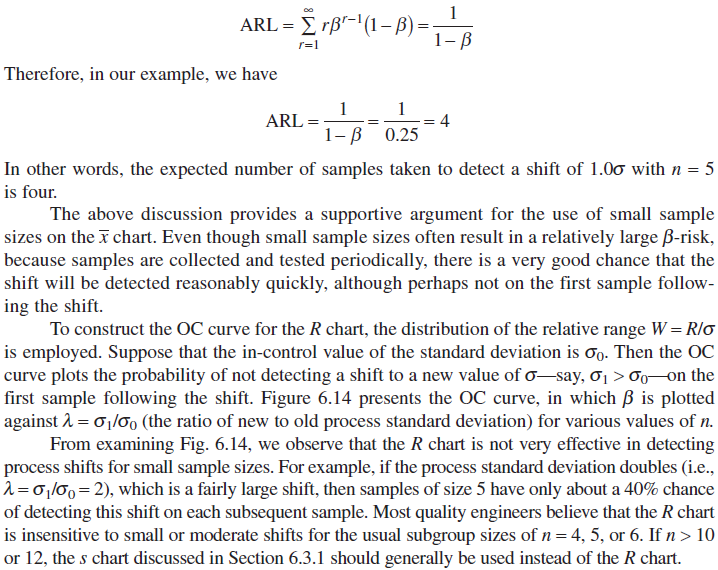 ARL = ∑_{r=1}^{∞} rβ^{r−1}(1 − β) = 1/(1 − β)
Therefore, in our example, we have
ARL = 1/(1 − β) = 1/0.25 = 4
In other words, the expected number of samples taken to detect a shift of 1.0σ with n = 5
is four.
The above discussion provides a supportive argument for the use of small sample
sizes on the x̄ chart. Even though small sample sizes often result in a relatively large β-risk,
because samples are collected and tested periodically, there is a very good chance that the
shift will be detected reasonably quickly, although perhaps not on the first sample follow-
ing the shift.
To construct the OC curve for the R chart, the distribution of the relative range W = R/σ
is employed. Suppose that the in-control value of the standard deviation is σ₀. Then the OC
curve plots the probability of not detecting a shift to a new value of σ—say, σ₁ > σ₀—on the
first sample following the shift. Figure 6.14 presents the OC curve, in which β is plotted
against λ = σ₁/σ₀ (the ratio of new to old process standard deviation) for various values of n.
From examining Fig. 6.14, we observe that the R chart is not very effective in detecting
process shifts for small sample sizes. For example, if the process standard deviation doubles (i.e.,
λ = σ₁/σ₀ = 2), which is a fairly large shift, then samples of size 5 have only about a 40% chance
of detecting this shift on each subsequent sample. Most quality engineers believe that the R chart
is insensitive to small or moderate shifts for the usual subgroup sizes of n = 4, 5, or 6. If n > 10
or 12, the s chart discussed in Section 6.3.1 should generally be used instead of the R chart.